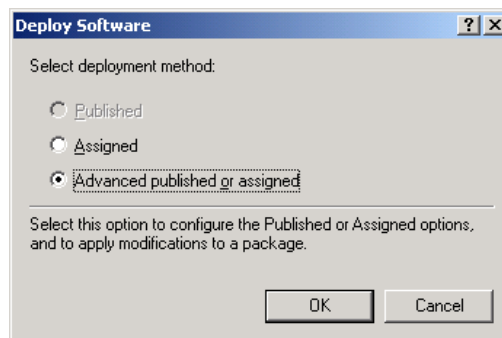 Deploy Software
Select deployment method:
Published
Assigned
Advanced published or assigned
Select this option to configure the Published or Assigned options,
and to apply modifications to a package.
OK
Cancel